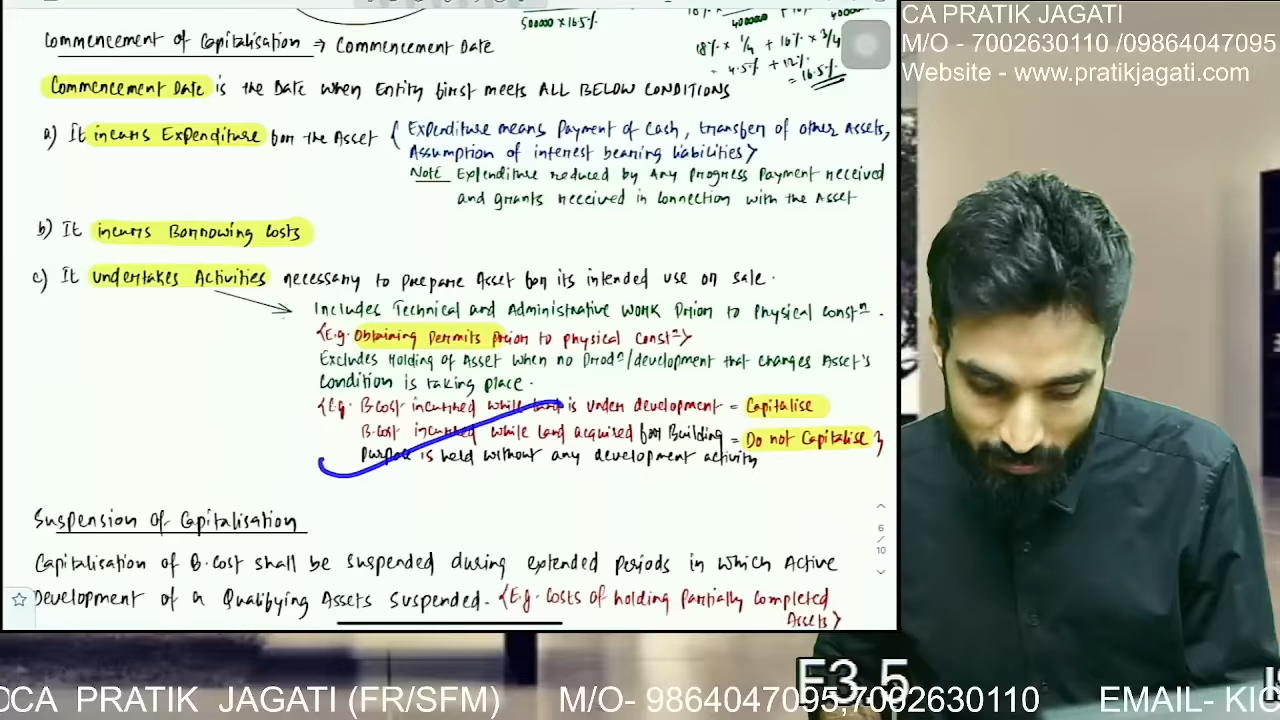 500000 × 16.5%
400000
Commencement of Capitalisation ⇒ Commencement Date
18% × 1/4 + 16% × 3/4
= 4.5% + 12%
= 16.5%
Commencement Date is the Date when Entity first meets ALL BELOW CONDITIONS
a) It incurs Expenditure for the Asset { Expenditure means Payment of Cash, transfer of other Assets,
Assumption of interest bearing liabilities }
Note Expenditure reduced by Any Progress Payment received
and grants received in connection with the Asset
b) It incurs Borrowing Costs
c) It undertakes Activities necessary to prepare Asset for its intended use or sale.
Includes Technical and Administrative work Prior to Physical constn.
{E.g. Obtaining Permits prior to physical constn}
Excludes Holding of Asset when no Prodn/development that changes Asset's
condition is taking place.
{Eg. B.cost incurred while land is under development = Capitalise
B.cost incurred while land acquired for Building = Do not Capitalise }
purpose is held without any development activity
Suspension of Capitalisation
Capitalisation of B.cost shall be suspended during extended periods in which Active
Development of a Qualifying Assets suspended. {E.g. costs of holding Partially completed
Assets}
6
/
10
CA PRATIK JAGATI
M/O - 7002630110 /09864047095
Website - www.pratikjagati.com
F3.5
CA PRATIK JAGATI (FR/SFM) M/O- 9864047095,7002630110 EMAIL- KIC